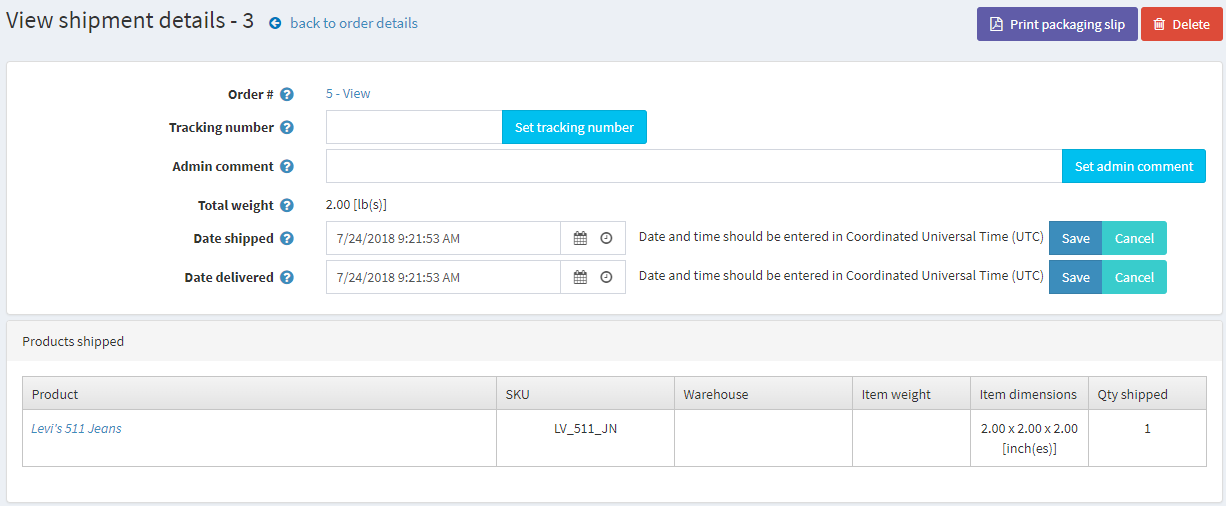 View shipment details - 3 back to order details Print packaging slip Delete
Order # 5 - View
Tracking number Set tracking number
Admin comment Set admin comment
Total weight 2.00 [lb(s)]
Date shipped 7/24/2018 9:21:53 AM Date and time should be entered in Coordinated Universal Time (UTC) Save Cancel
Date delivered 7/24/2018 9:21:53 AM Date and time should be entered in Coordinated Universal Time (UTC) Save Cancel
Products shipped
Product SKU Warehouse Item weight Item dimensions Qty shipped
Levi's 511 Jeans LV_511_JN 2.00 x 2.00 x 2.00 1
[inch(es)]